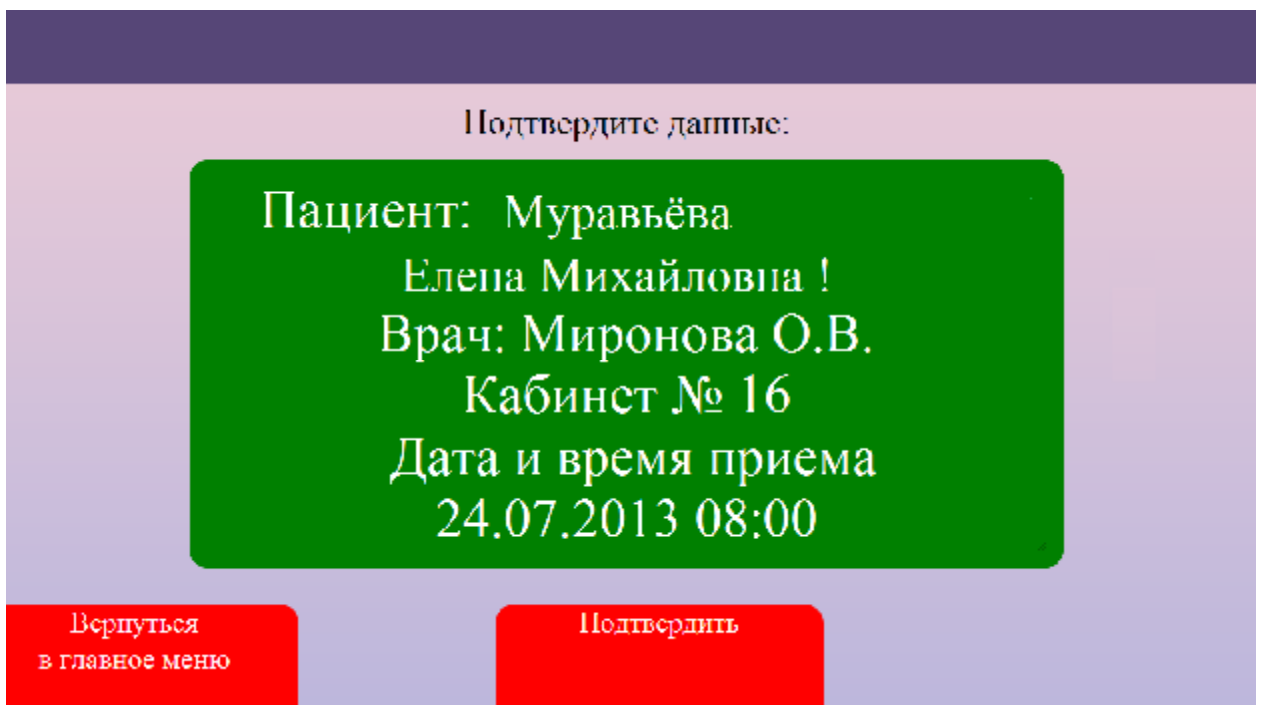 Подтвердите данные:
Пациент: Муравьёва
Елена Михайловна !
Врач: Миронова О.В.
Кабинет № 16
Дата и время приема
24.07.2013 08:00
Вернуться
в главное меню
Подтвердить